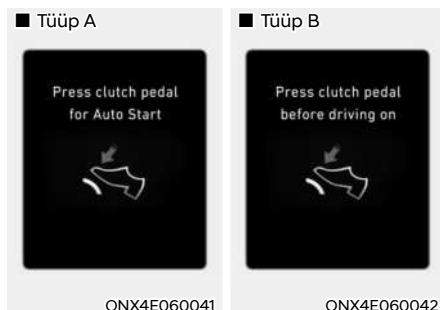 ■ Tüüp A
Press clutch pedal
for Auto Start
ONX4E060041
■ Tüüp B
Press clutch pedal
before driving on
ONX4E060042